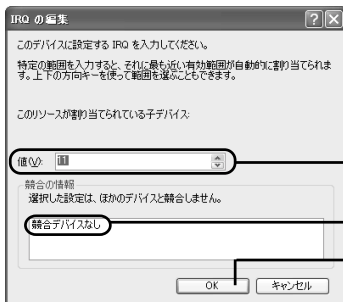 IRQ の編集
このデバイスに設定する IRQ を入力してください。
特定の範囲を入力すると、それに最も近い有効範囲が自動的に割り当てられま
す。上下の方向キーを使って範囲を選ぶこともできます。
このリソースが割り当てられている子デバイス:
値(V): 11
競合の情報
選択した設定は、ほかのデバイスと競合しません。
競合デバイスなし
OK キャンセル